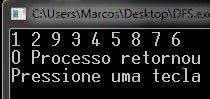 C:\Users\Marcos\Desktop\DFS.exe
1 2 9 3 4 5 8 7 6
O Processo retornou
Pressione uma tecla